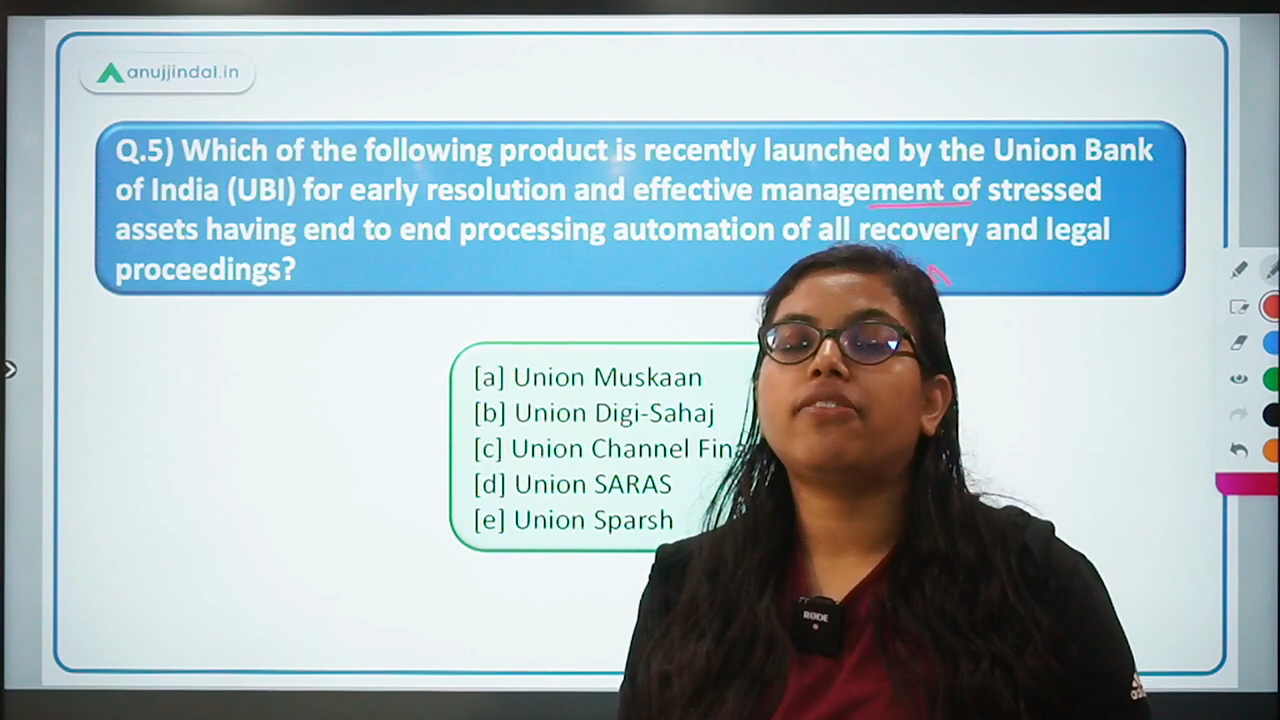 anujjindal.in
Q.5) Which of the following product is recently launched by the Union Bank
of India (UBI) for early resolution and effective management of stressed
assets having end to end processing automation of all recovery and legal
proceedings?
[a] Union Muskaan
[b] Union Digi-Sahaj
[c] Union Channel
[d] Union SARAS
[e] Union Sparsh
RØDE